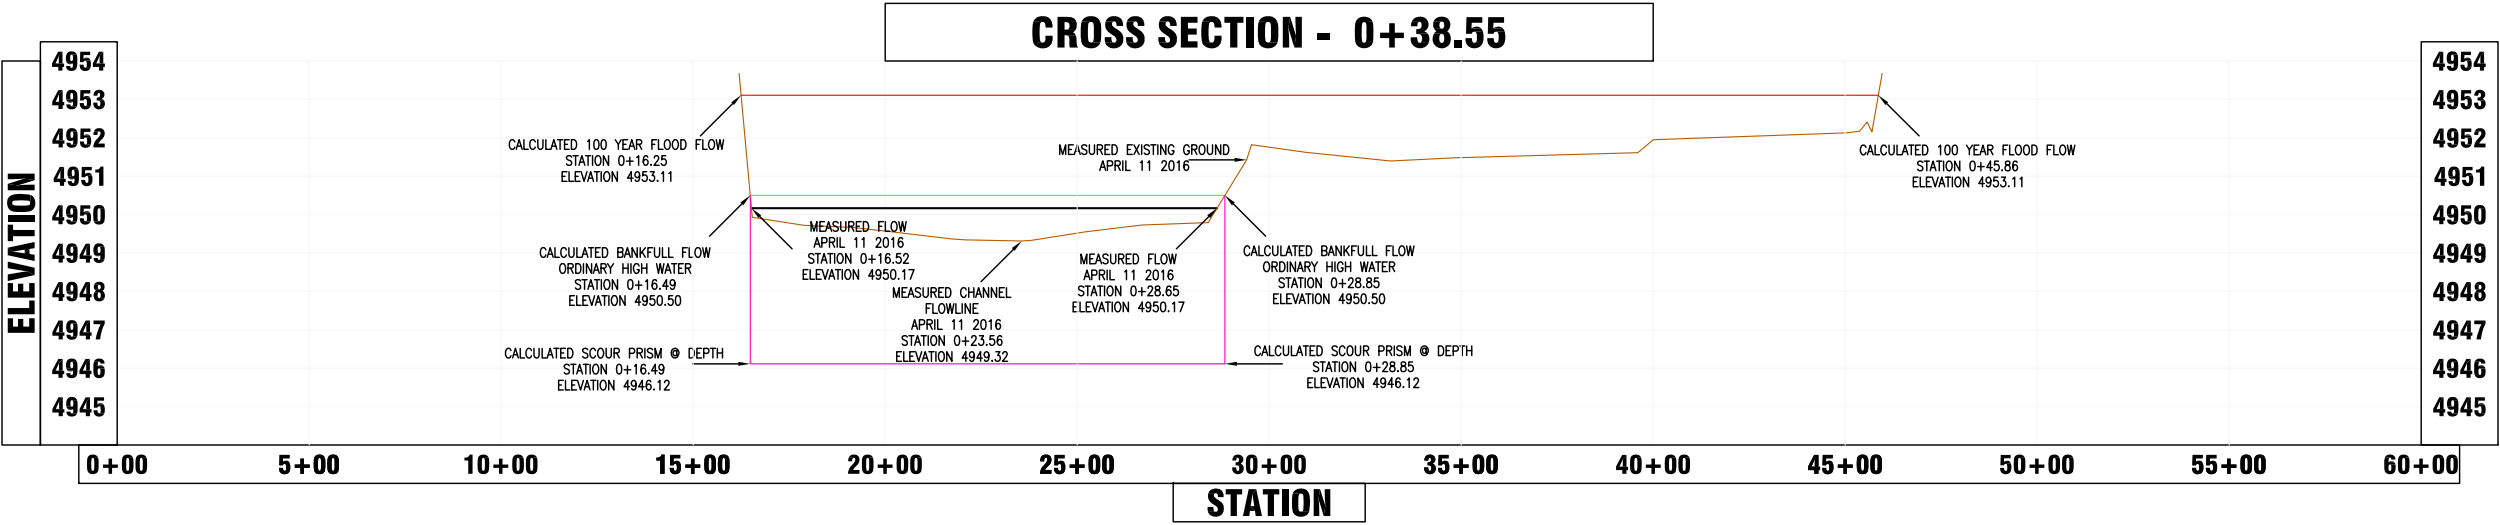 CROSS SECTION - 0+38.55
ELEVATION
4954
4953
4952
4951
4950
4949
4948
4947
4946
4945
CALCULATED 100 YEAR FLOOD FLOW
STATION 0+16.25
ELEVATION 4953.11
CALCULATED BANKFULL FLOW
ORDINARY HIGH WATER
STATION 0+16.49
ELEVATION 4950.50
CALCULATED SCOUR PRISM @ DEPTH
STATION 0+16.49
ELEVATION 4946.12
MEASURED FLOW
APRIL 11 2016
STATION 0+16.52
ELEVATION 4950.17
MEASURED CHANNEL
FLOWLINE
APRIL 11 2016
STATION 0+23.56
ELEVATION 4949.32
MEASURED EXISTING GROUND
APRIL 11 2016
MEASURED FLOW
APRIL 11 2016
STATION 0+28.65
ELEVATION 4950.17
CALCULATED BANKFULL FLOW
ORDINARY HIGH WATER
STATION 0+28.85
ELEVATION 4950.50
CALCULATED SCOUR PRISM @ DEPTH
STATION 0+28.85
ELEVATION 4946.12
CALCULATED 100 YEAR FLOOD FLOW
STATION 0+45.86
ELEVATION 4953.11
4954
4953
4952
4951
4950
4949
4948
4947
4946
4945
0+00 5+00 10+00 15+00 20+00 25+00 30+00 35+00 40+00 45+00 50+00 55+00 60+00
STATION